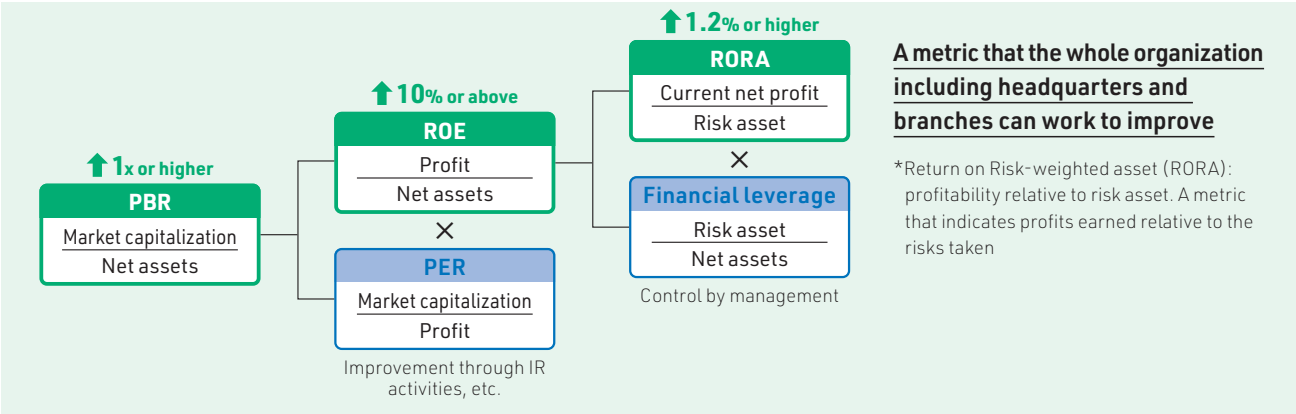 1x or higher
PBR
Market capitalization
Net assets
10% or above
ROE
Profit
Net assets
×
PER
Market capitalization
Profit
Improvement through IR
activities, etc.
1.2% or higher
RORA
Current net profit
Risk asset
×
Financial leverage
Risk asset
Net assets
Control by management
A metric that the whole organization
including headquarters and
branches can work to improve
*Return on Risk-weighted asset (RORA):
profitability relative to risk asset. A metric
that indicates profits earned relative to the
risks taken